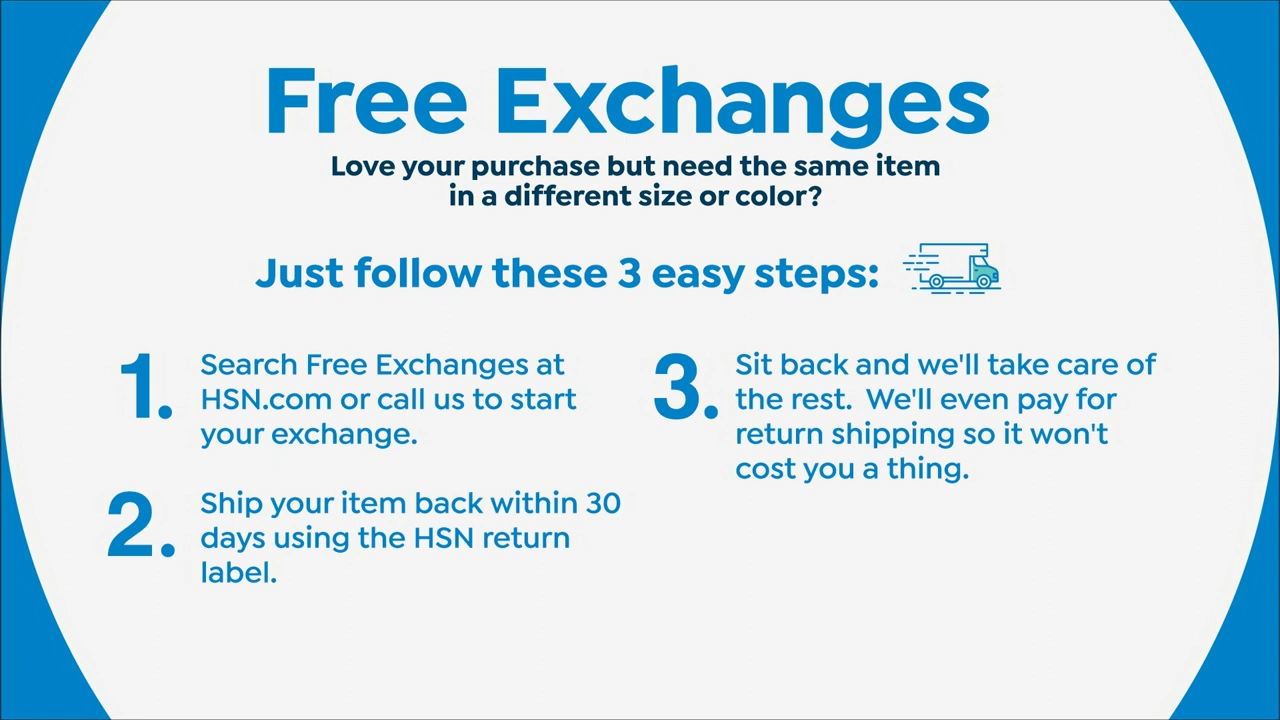 Free Exchanges
Love your purchase but need the same item
in a different size or color?
Just follow these 3 easy steps:
1. Search Free Exchanges at
HSN.com or call us to start
your exchange.
2. Ship your item back within 30
days using the HSN return
label.
3. Sit back and we'll take care of
the rest.  We'll even pay for
return shipping so it won't
cost you a thing.